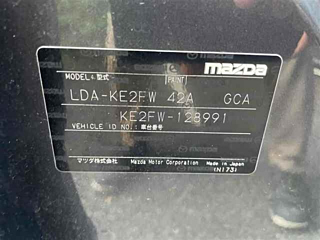 mazda
MODEL 型式 PAINT
LDA-KE2FW 42A GCA
KE2FW-128991
VEHICLE ID NO.: 車台番号
マツダ株式会社 Mazda Motor Corporation Made in Japan
(N173)